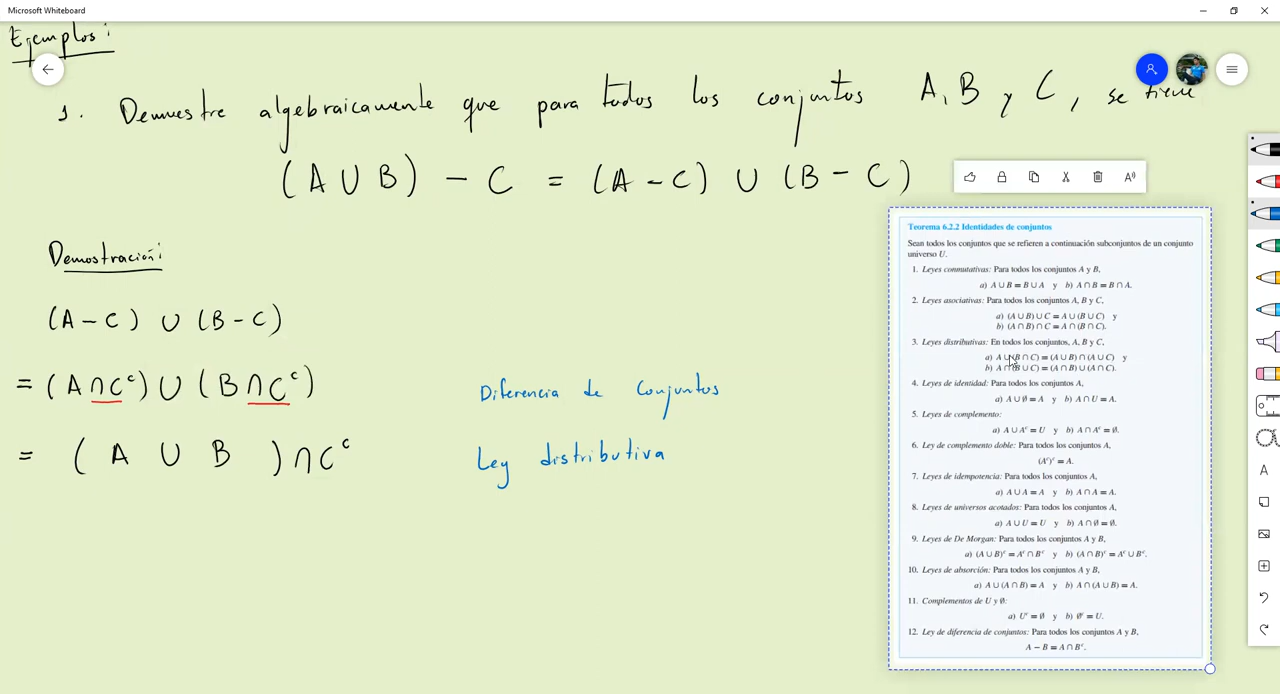 Microsoft Whiteboard
Ejemplos:
1. Demuestre algebraicamente que para todos los conjuntos A, B y C, se tiene
(A ∪ B) − C = (A − C) ∪ (B − C)
Demostración:
(A − C) ∪ (B − C)
= (A ∩ Cᶜ) ∪ (B ∩ Cᶜ) Diferencia de conjuntos
= ( A ∪ B ) ∩ Cᶜ Ley distributiva
Teorema 6.2.2 Identidades de conjuntos
Sean todos los conjuntos que se refieren a continuación subconjuntos de un conjunto
universo U.
1. Leyes conmutativas: Para todos los conjuntos A y B,
a) A ∪ B = B ∪ A y b) A ∩ B = B ∩ A.
2. Leyes asociativas: Para todos los conjuntos A, B y C,
a) (A ∪ B) ∪ C = A ∪ (B ∪ C) y
b) (A ∩ B) ∩ C = A ∩ (B ∩ C).
3. Leyes distributivas: En todos los conjuntos, A, B y C,
a) A ∪ (B ∩ C) = (A ∪ B) ∩ (A ∪ C) y
b) A ∩ (B ∪ C) = (A ∩ B) ∪ (A ∩ C).
4. Leyes de identidad: Para todos los conjuntos A,
a) A ∪ Ø = A y b) A ∩ U = A.
5. Leyes de complemento:
a) A ∪ Aᶜ = U y b) A ∩ Aᶜ = Ø.
6. Ley de complemento doble: Para todos los conjuntos A,
(Aᶜ)ᶜ = A.
7. Leyes de idempotencia: Para todos los conjuntos A,
a) A ∪ A = A y b) A ∩ A = A.
8. Leyes de universos acotados: Para todos los conjuntos A,
a) A ∪ U = U y b) A ∩ Ø = Ø.
9. Leyes de De Morgan: Para todos los conjuntos A y B,
a) (A ∪ B)ᶜ = Aᶜ ∩ Bᶜ y b) (A ∩ B)ᶜ = Aᶜ ∪ Bᶜ.
10. Leyes de absorción: Para todos los conjuntos A y B,
a) A ∪ (A ∩ B) = A y b) A ∩ (A ∪ B) = A.
11. Complementos de U y Ø:
a) Uᶜ = Ø y b) Øᶜ = U.
12. Ley de diferencia de conjuntos: Para todos los conjuntos A y B,
A − B = A ∩ Bᶜ.